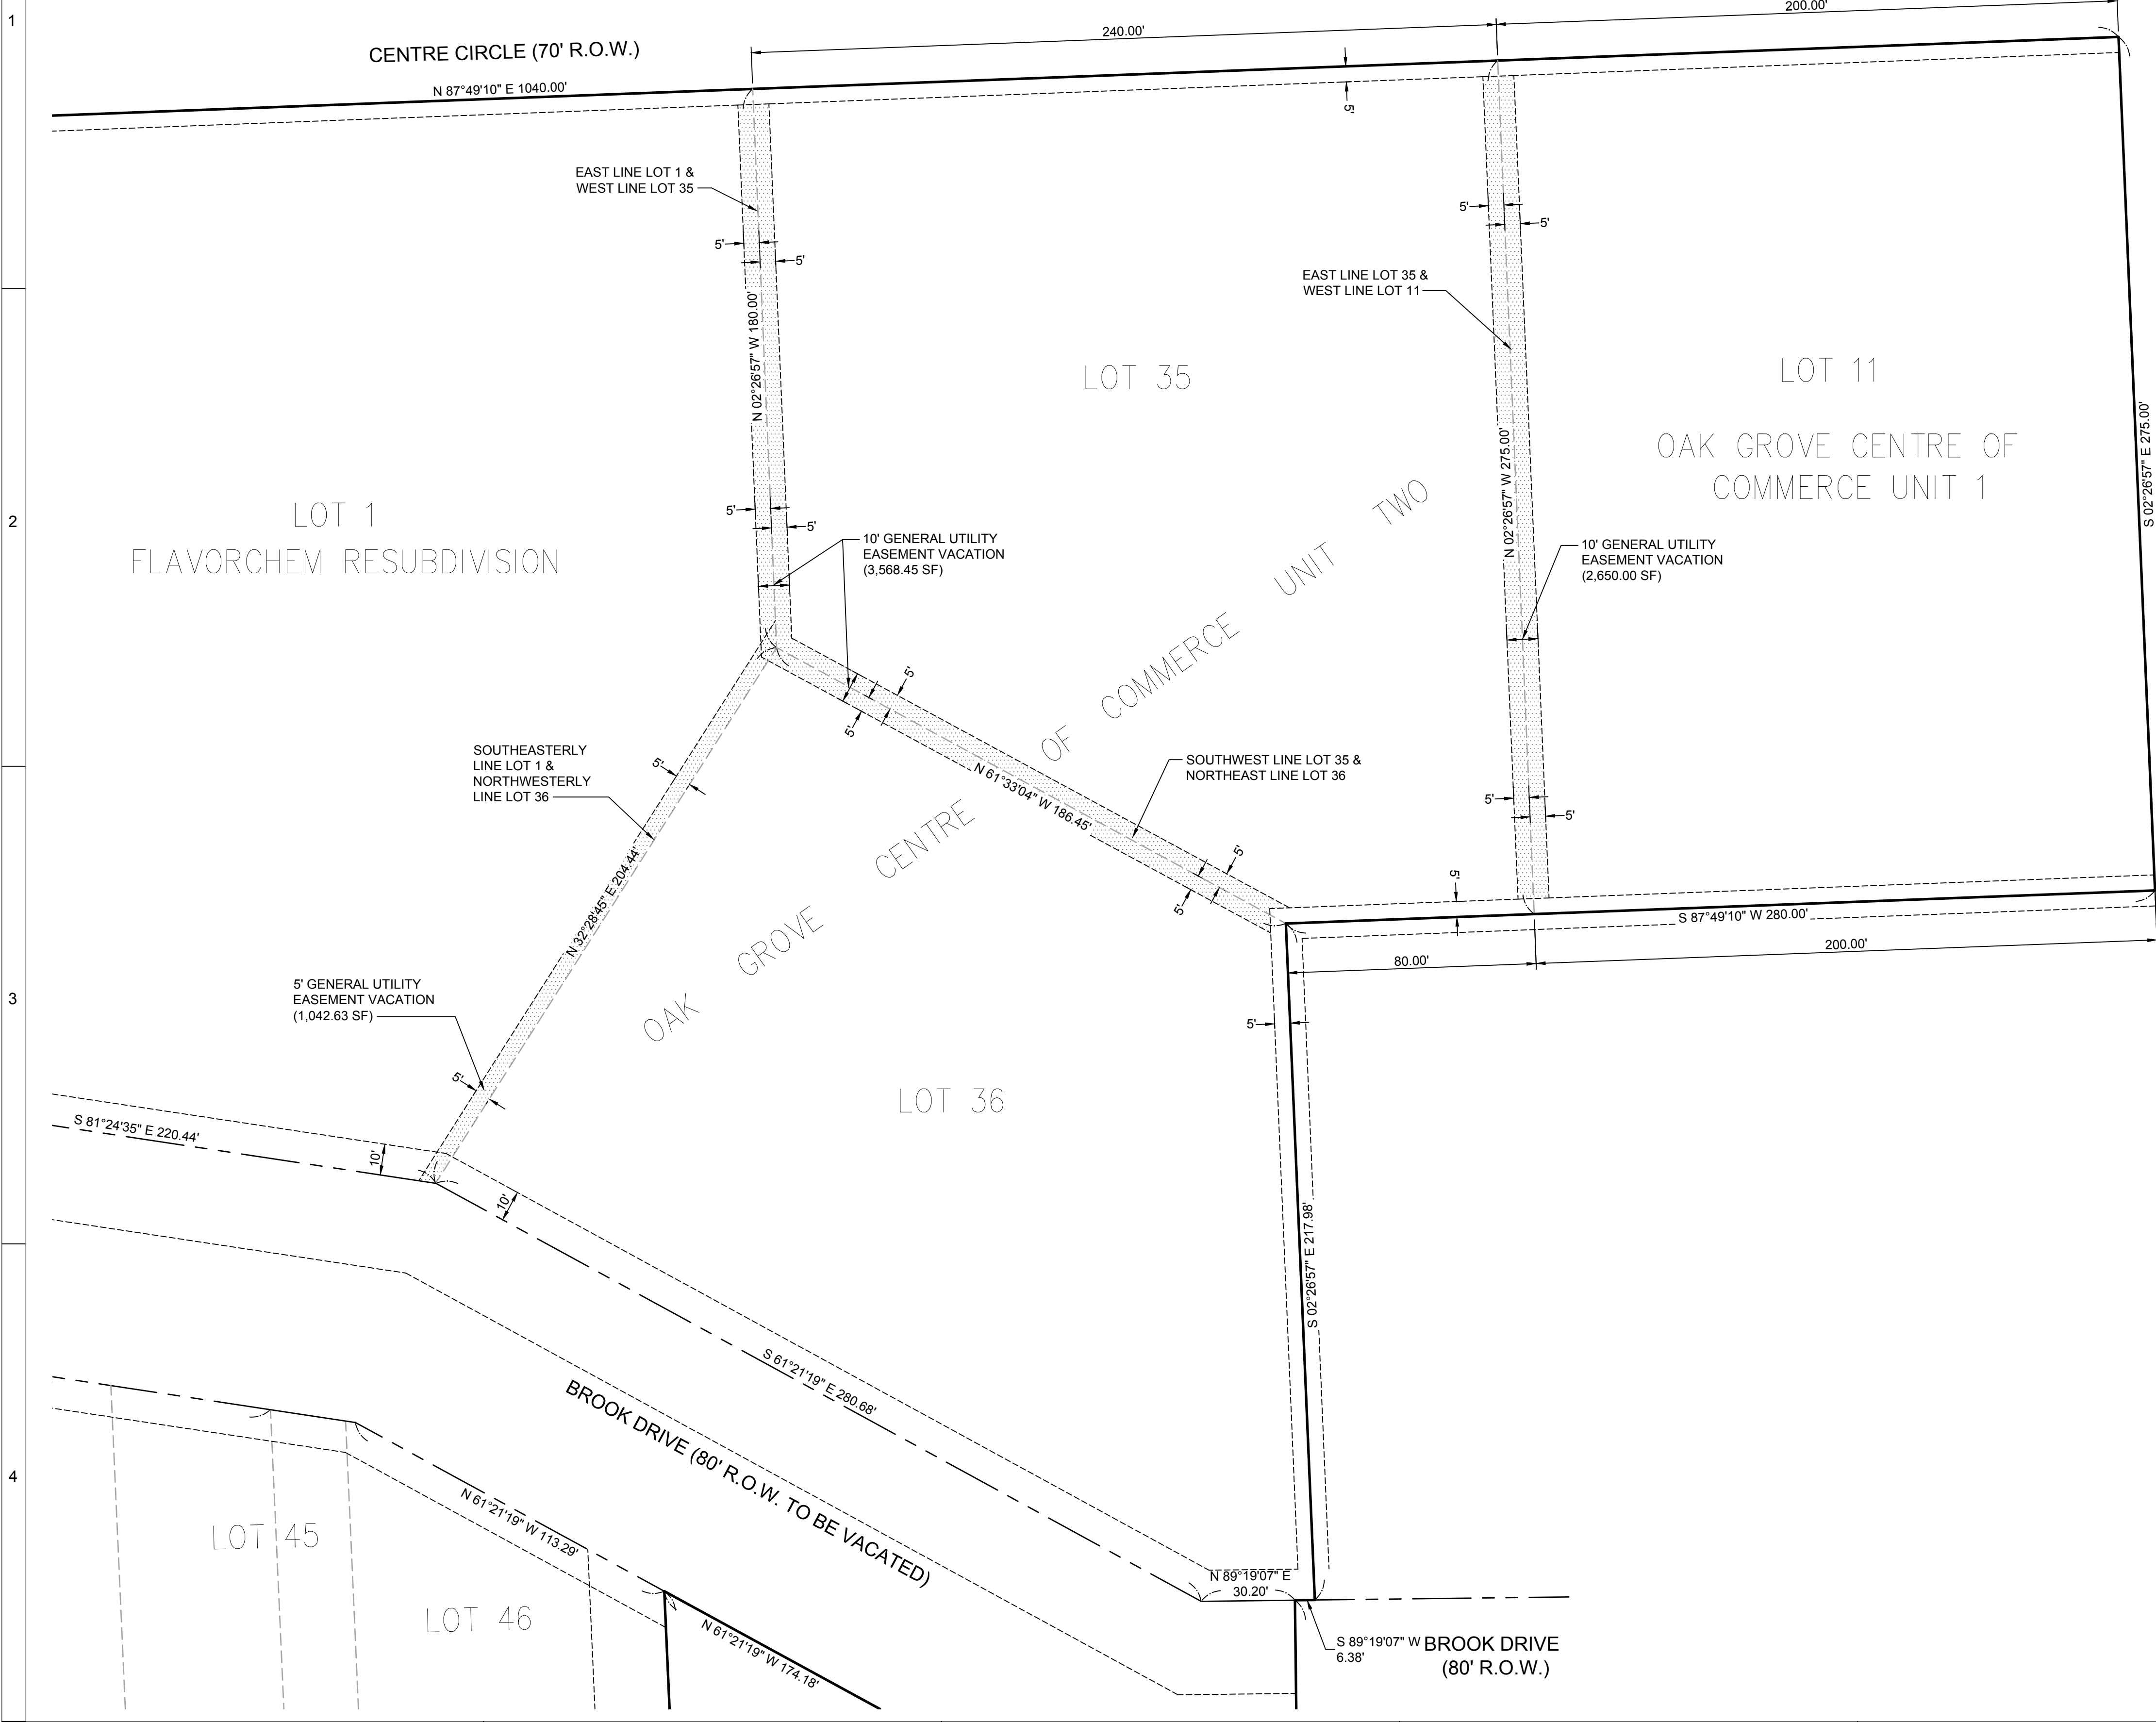 1
200.00'
240.00'
CENTRE CIRCLE (70' R.O.W.)
N 87°49'10" E 1040.00'
5'
EAST LINE LOT 1 &
WEST LINE LOT 35
5'
5'
5'
5'
N 02°26'57" W 180.00'
EAST LINE LOT 35 &
WEST LINE LOT 11
LOT 35
LOT 11
OAK GROVE CENTRE OF
COMMERCE UNIT 1
N 02°26'57" W 275.00'
S 02°26'57" E 275.00'
2
LOT 1
FLAVORCHEM RESUBDIVISION
5'
5'
10' GENERAL UTILITY
EASEMENT VACATION
(3,568.45 SF)
10' GENERAL UTILITY
EASEMENT VACATION
(2,650.00 SF)
OAK GROVE CENTRE OF COMMERCE UNIT TWO
5'
5'
SOUTHEASTERLY
LINE LOT 1 &
NORTHWESTERLY
LINE LOT 36
5'
N 61°33'04" W 186.45'
SOUTHWEST LINE LOT 35 &
NORTHEAST LINE LOT 36
5'
5'
5'
5'
5'
N 32°28'45" E 204.44'
S 87°49'10" W 280.00'
200.00'
80.00'
3
5' GENERAL UTILITY
EASEMENT VACATION
(1,042.63 SF)
5'
5'
LOT 36
S 81°24'35" E 220.44'
10'
10'
S 02°26'57" E 217.98'
S 61°21'19" E 280.68'
BROOK DRIVE (80' R.O.W. TO BE VACATED)
4
N 61°21'19" W 113.29'
LOT 45
LOT 46
N 61°21'19" W 174.18'
N 89°19'07" E
30.20'
S 89°19'07" W
6.38'
BROOK DRIVE
(80' R.O.W.)